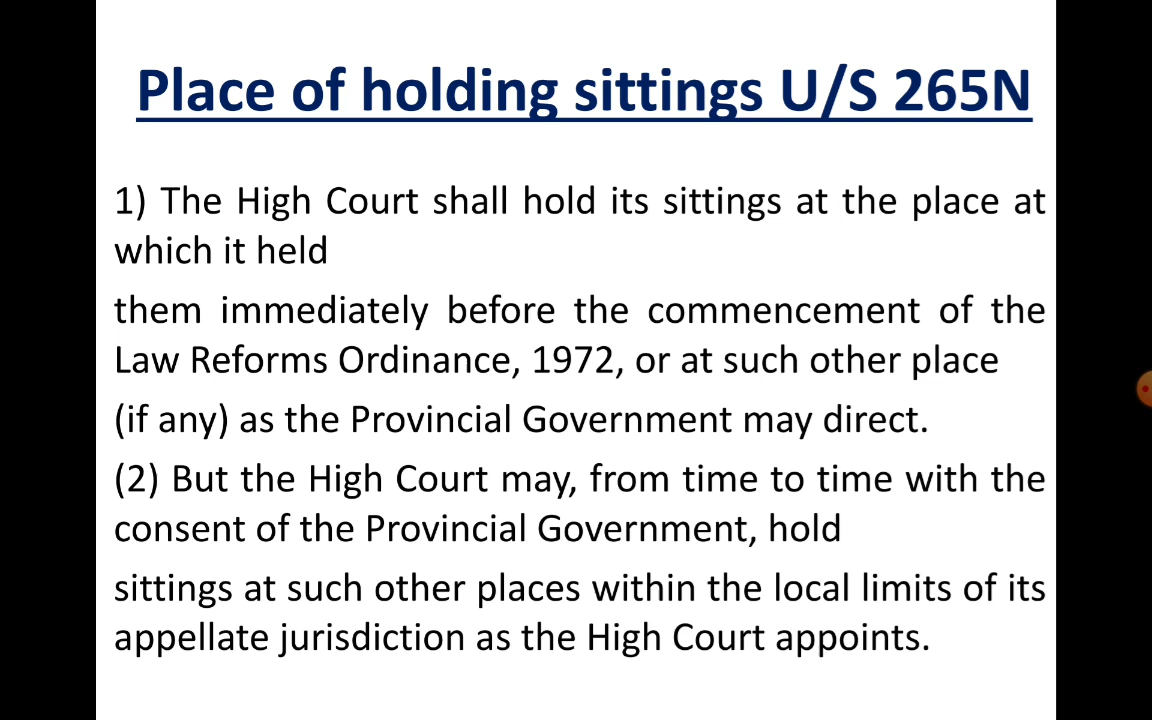 Place of holding sittings U/S 265N
1) The High Court shall hold its sittings at the place at
which it held
them immediately before the commencement of the
Law Reforms Ordinance, 1972, or at such other place
(if any) as the Provincial Government may direct.
(2) But the High Court may, from time to time with the
consent of the Provincial Government, hold
sittings at such other places within the local limits of its
appellate jurisdiction as the High Court appoints.